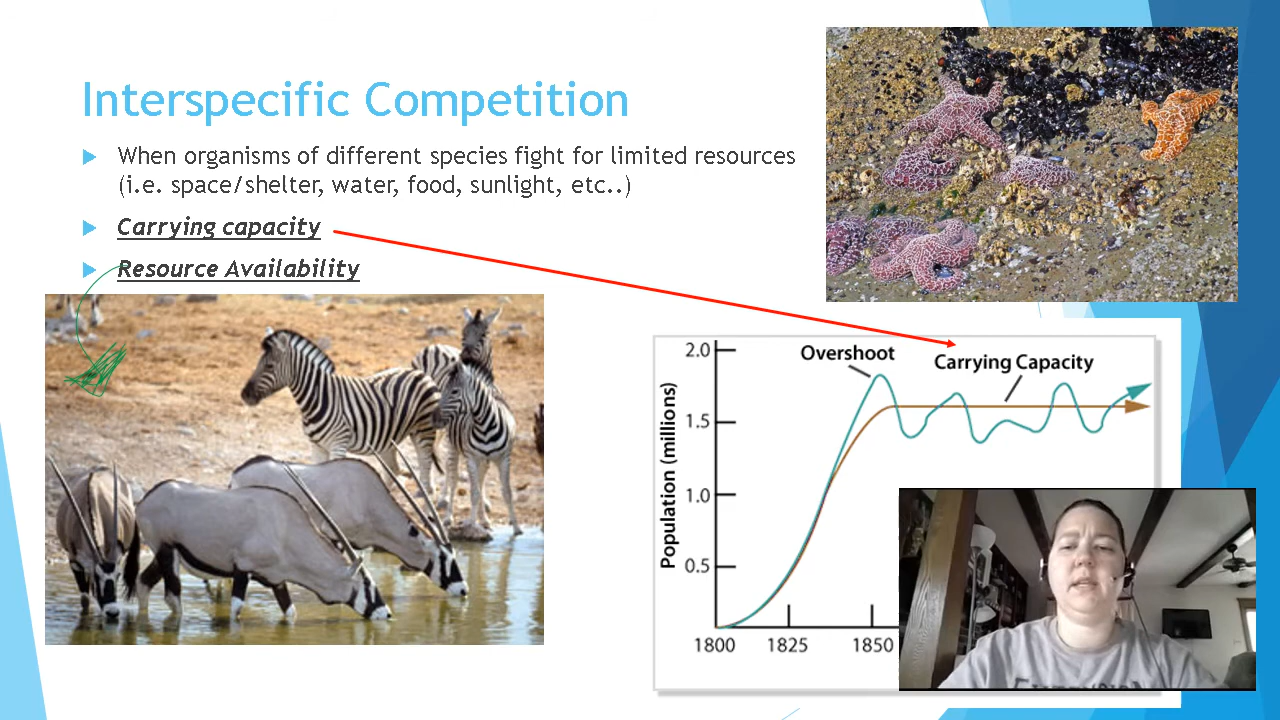 Interspecific Competition
When organisms of different species fight for limited resources
(i.e. space/shelter, water, food, sunlight, etc..)
Carrying capacity
Resource Availability
Overshoot
Carrying Capacity
Population (millions)
2.0
1.5
1.0
0.5
1800
1825
1850